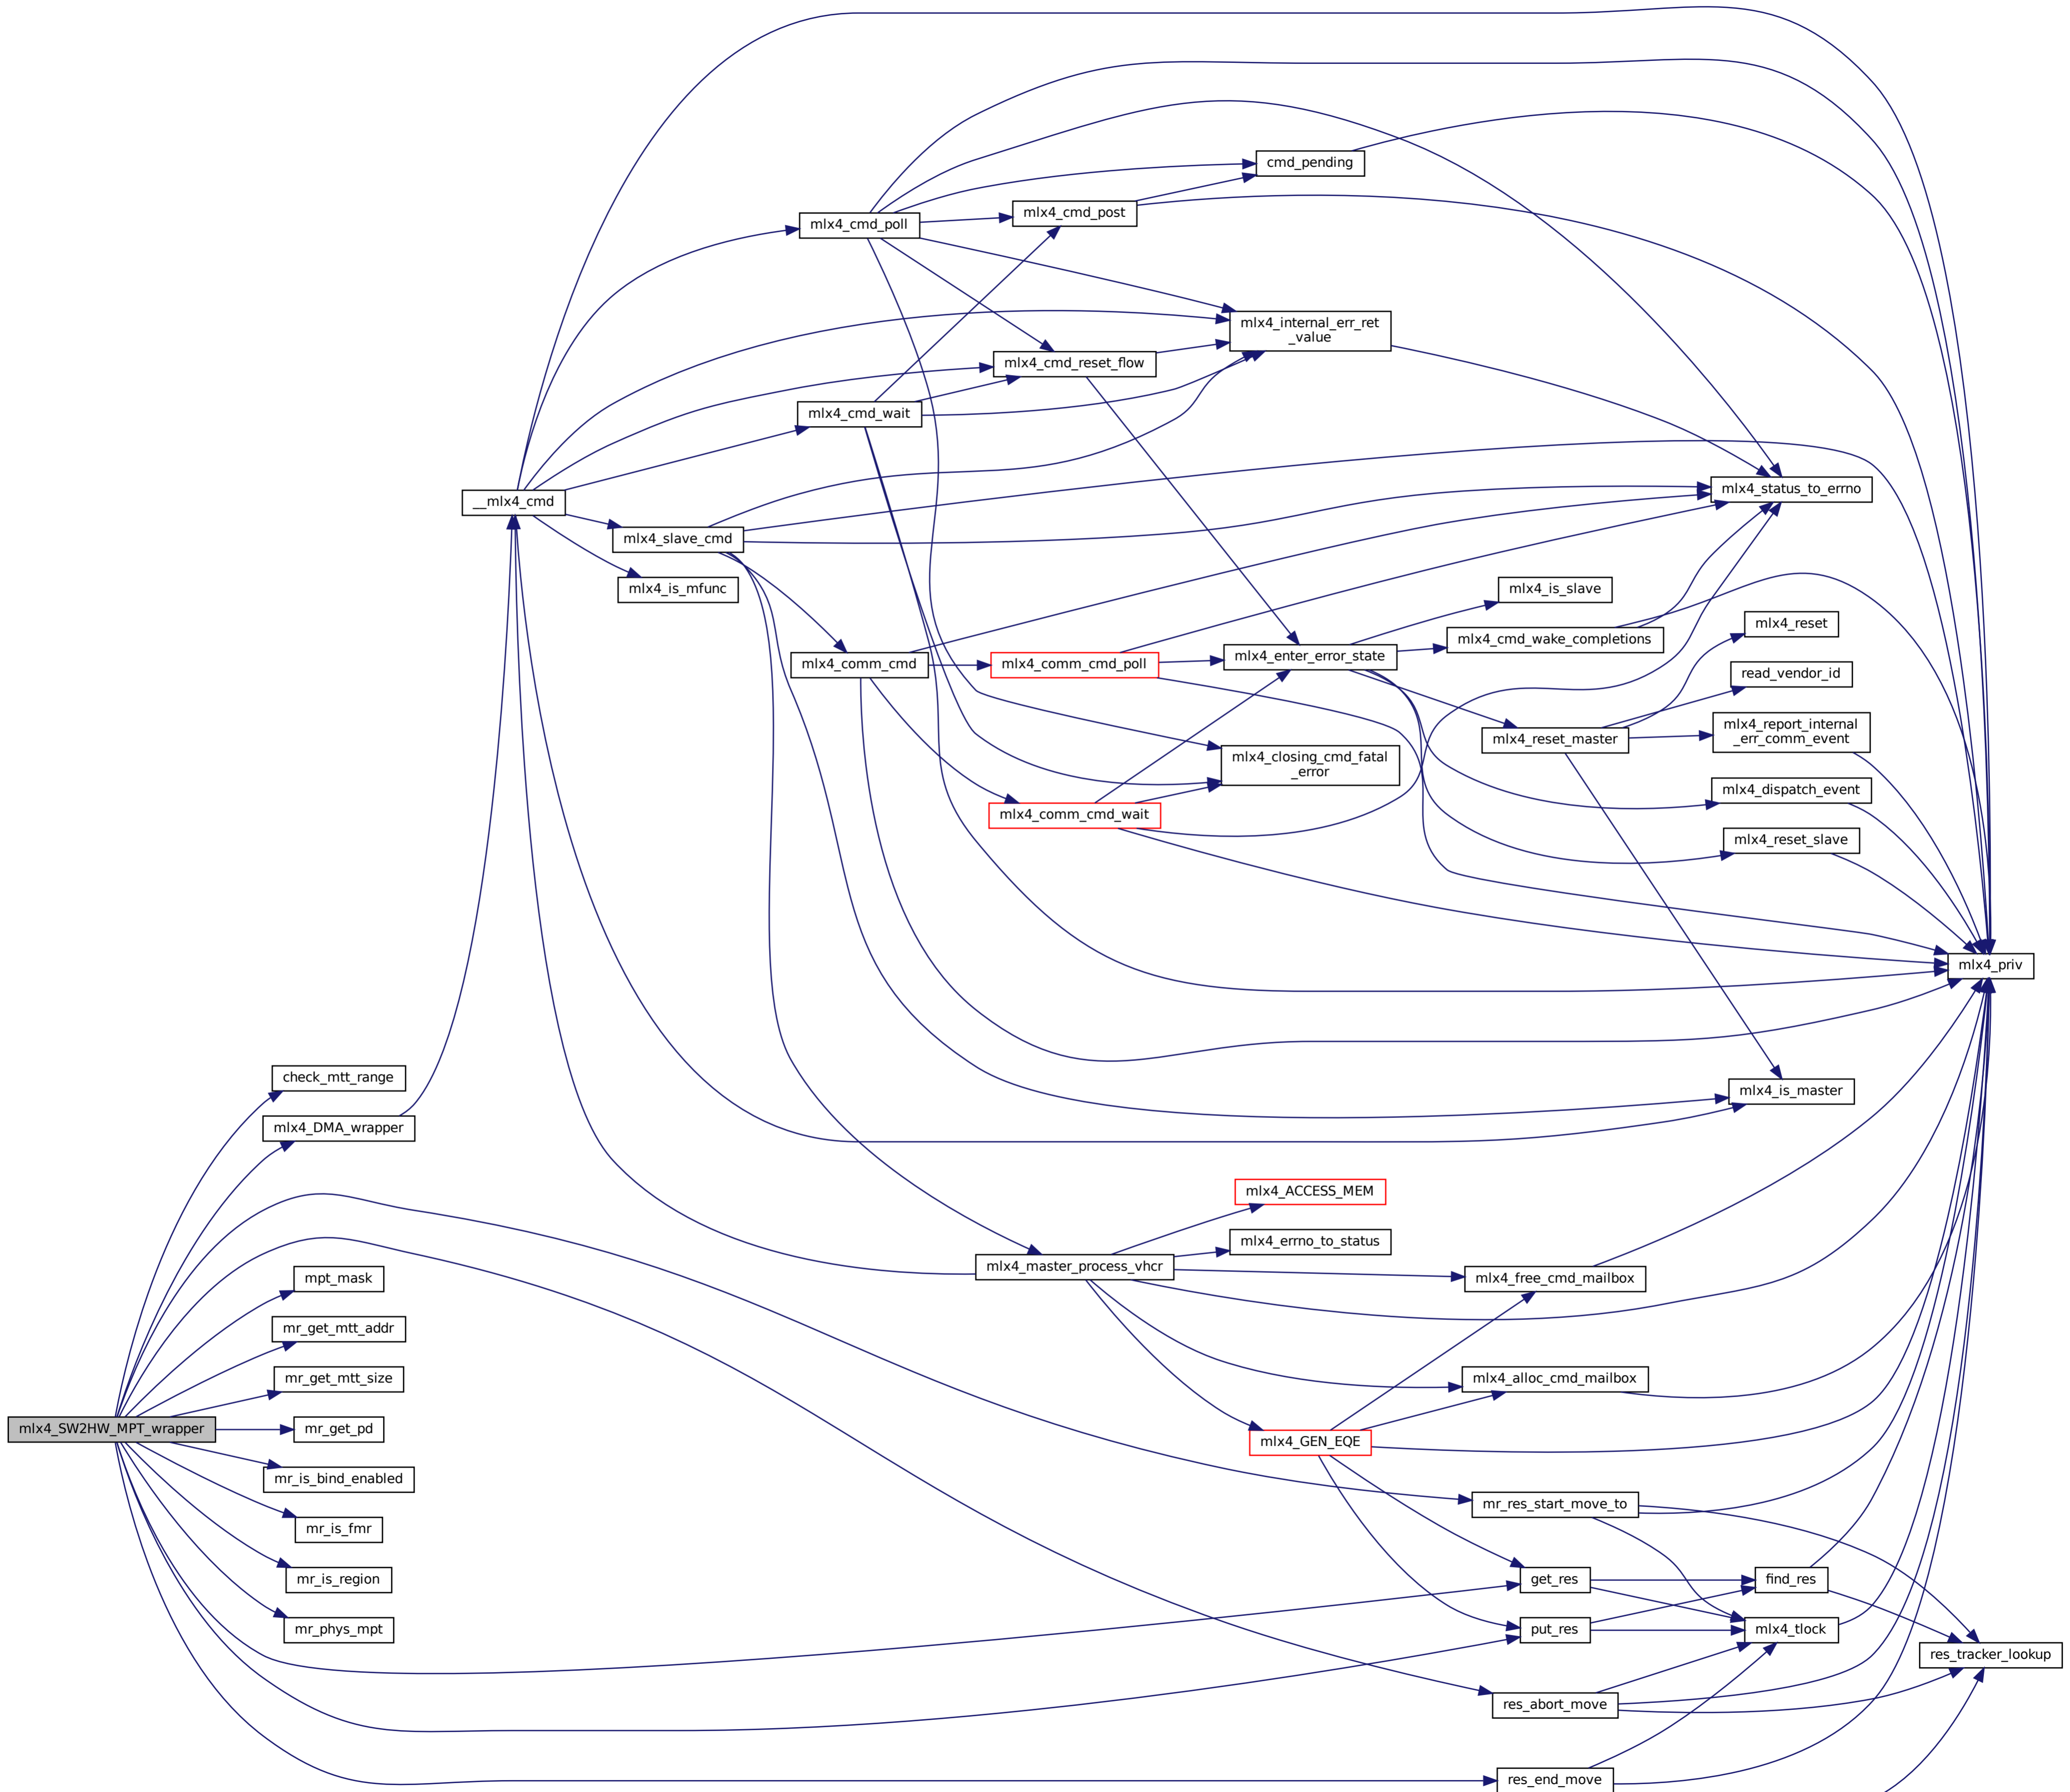 cmd_pending
mlx4_cmd_post
mlx4_cmd_poll
mlx4_internal_err_ret
_value
mlx4_cmd_reset_flow
mlx4_cmd_wait
mlx4_status_to_errno
__mlx4_cmd
mlx4_slave_cmd
mlx4_is_mfunc
mlx4_is_slave
mlx4_reset
mlx4_cmd_wake_completions
mlx4_comm_cmd
mlx4_comm_cmd_poll
mlx4_enter_error_state
read_vendor_id
mlx4_report_internal
_err_comm_event
mlx4_reset_master
mlx4_closing_cmd_fatal
_error
mlx4_dispatch_event
mlx4_comm_cmd_wait
mlx4_reset_slave
mlx4_priv
check_mtt_range
mlx4_is_master
mlx4_DMA_wrapper
mlx4_ACCESS_MEM
mlx4_errno_to_status
mlx4_master_process_vhcr
mpt_mask
mlx4_free_cmd_mailbox
mr_get_mtt_addr
mr_get_mtt_size
mlx4_alloc_cmd_mailbox
mlx4_SW2HW_MPT_wrapper
mr_get_pd
mlx4_GEN_EQE
mr_is_bind_enabled
mr_res_start_move_to
mr_is_fmr
mr_is_region
get_res
find_res
mr_phys_mpt
put_res
mlx4_tlock
res_tracker_lookup
res_abort_move
res_end_move